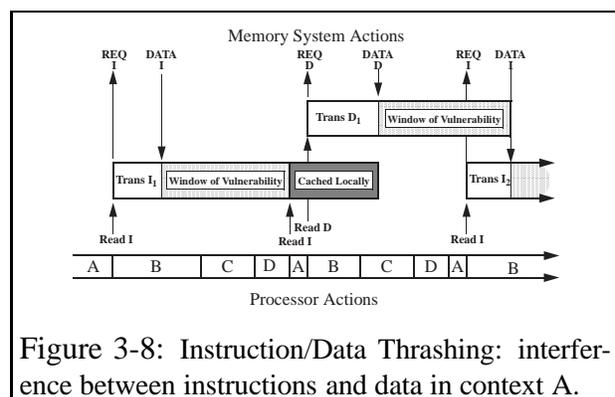 Memory System Actions
REQ I
DATA I
REQ D
DATA D
REQ I
DATA I
Trans D1
Window of Vulnerability
Trans I1
Window of Vulnerability
Cached Locally
Trans I2
Read D
Read I
Read I
Read I
A B C D A B C D A B
Processor Actions
Figure 3-8: Instruction/Data Thrashing: interfer-
ence between instructions and data in context A.